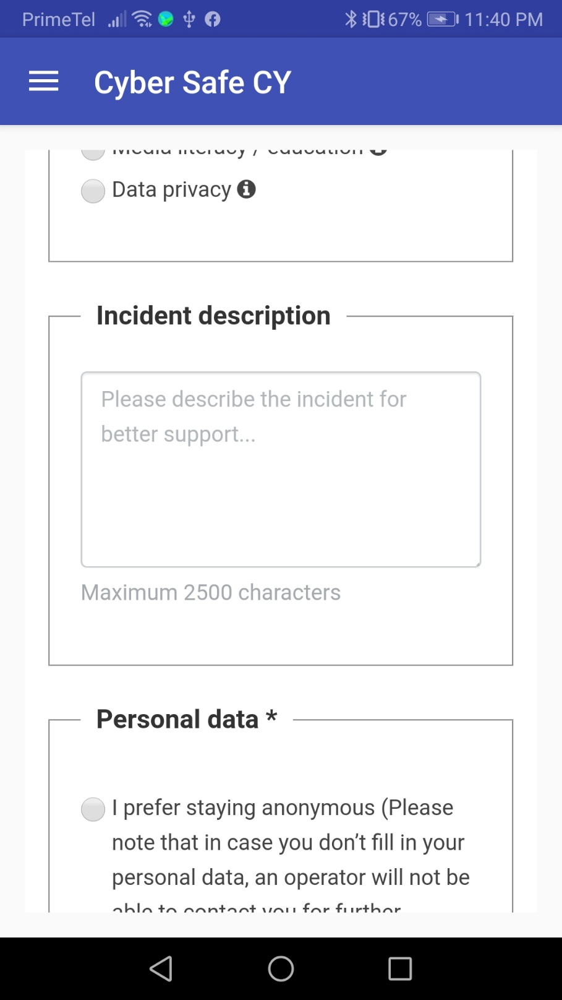 PrimeTel 67% 11:40 PM
Cyber Safe CY
Media literacy / education
Data privacy
Incident description
Please describe the incident for
better support...
Maximum 2500 characters
Personal data *
I prefer staying anonymous (Please
note that in case you don’t fill in your
personal data, an operator will not be
able to contact you for further